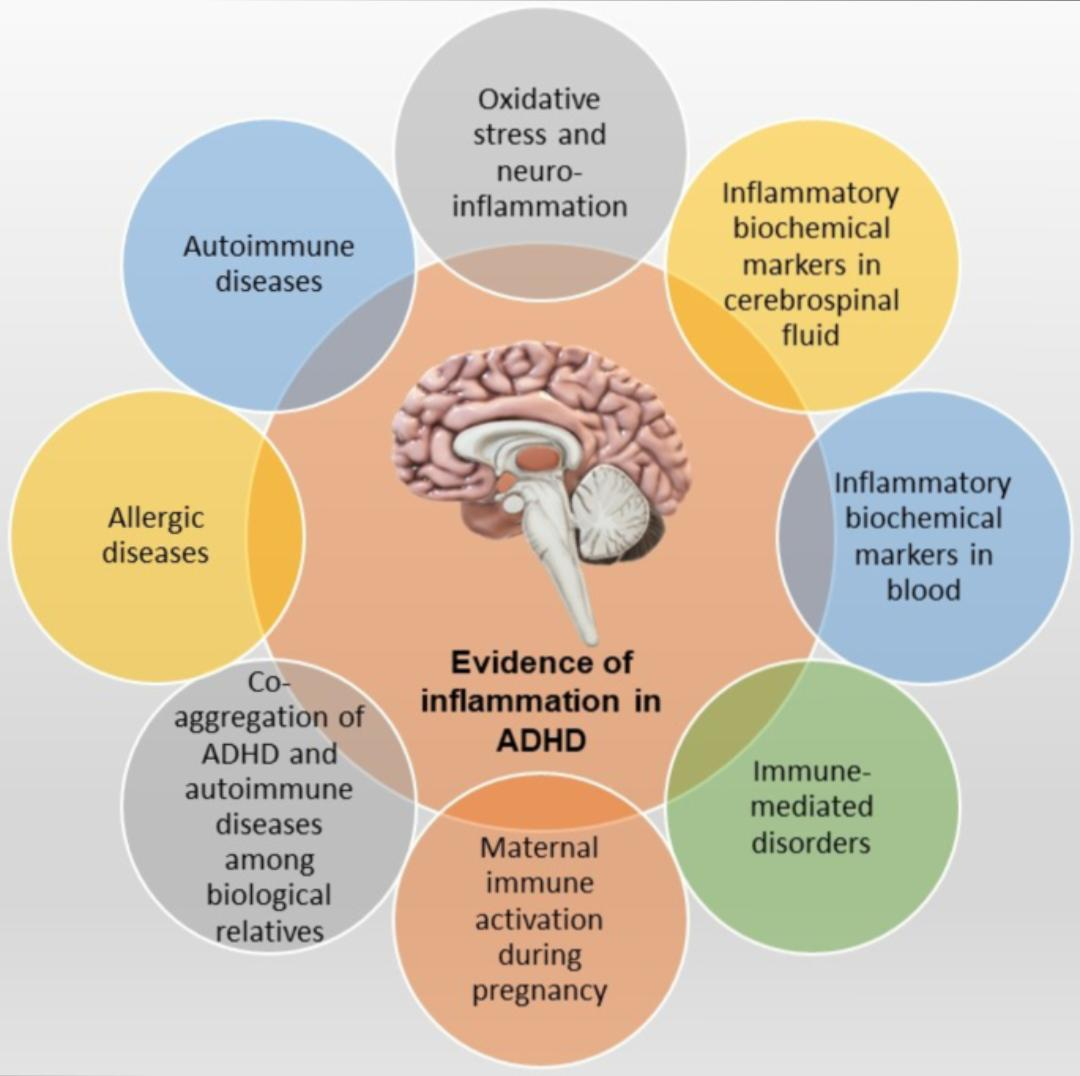 Oxidative
stress and
neuro-
inflammation
Inflammatory
biochemical
markers in
cerebrospinal
fluid
Inflammatory
biochemical
markers in
blood
Immune-
mediated
disorders
Maternal
immune
activation
during
pregnancy
Co-
aggregation of
ADHD and
autoimmune
diseases
among
biological
relatives
Allergic
diseases
Autoimmune
diseases
Evidence of
inflammation in
ADHD